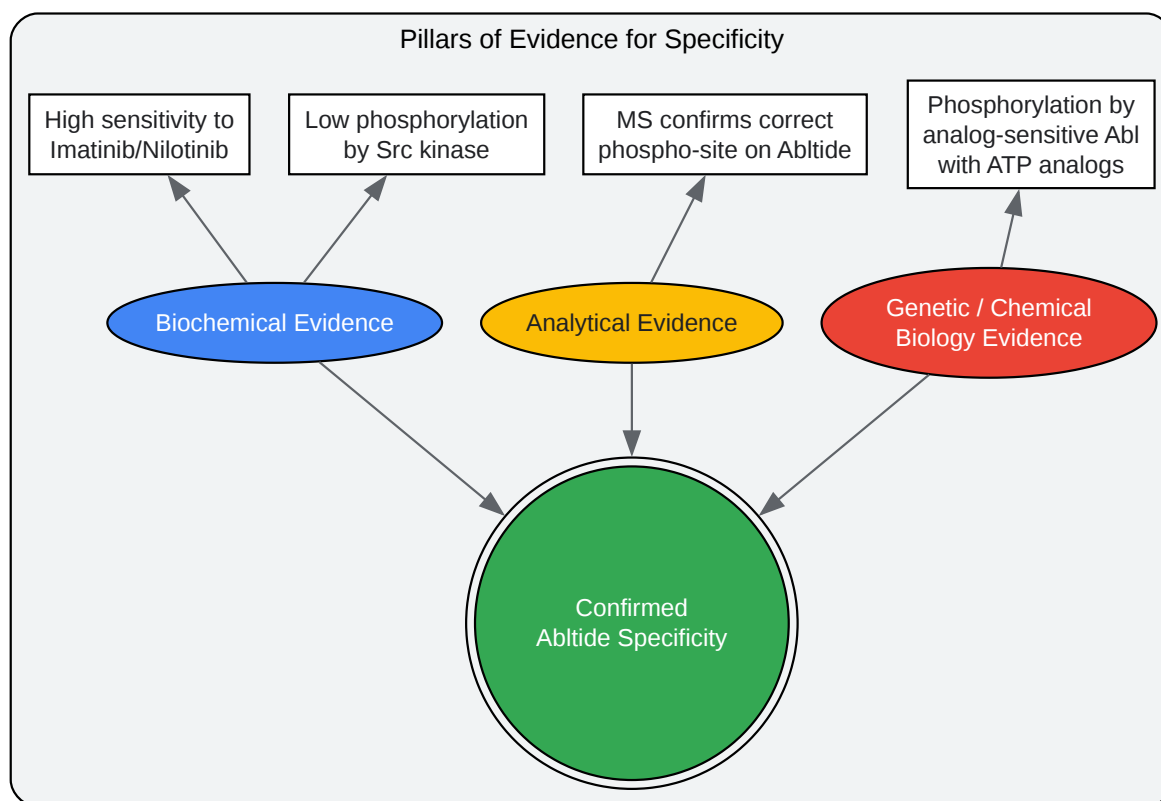 Pillars of Evidence for Specificity
High sensitivity to
Imatinib/Nilotinib
Low phosphorylation
by Src kinase
MS confirms correct
phospho-site on Abltide
Phosphorylation by
analog-sensitive Abl
with ATP analogs
Biochemical Evidence
Analytical Evidence
Genetic / Chemical
Biology Evidence
Confirmed
Abltide Specificity